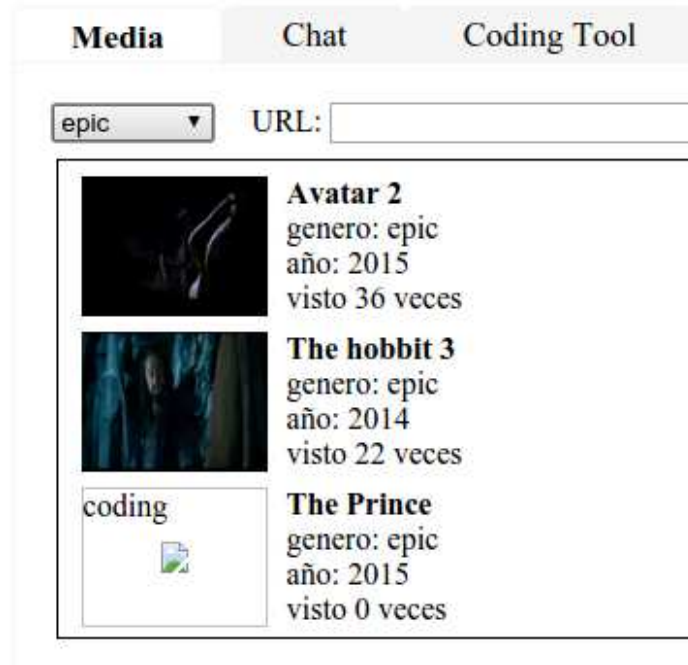 Media Chat Coding Tool
epic URL:
Avatar 2
genero: epic
año: 2015
visto 36 veces
The hobbit 3
genero: epic
año: 2014
visto 22 veces
coding
The Prince
genero: epic
año: 2015
visto 0 veces